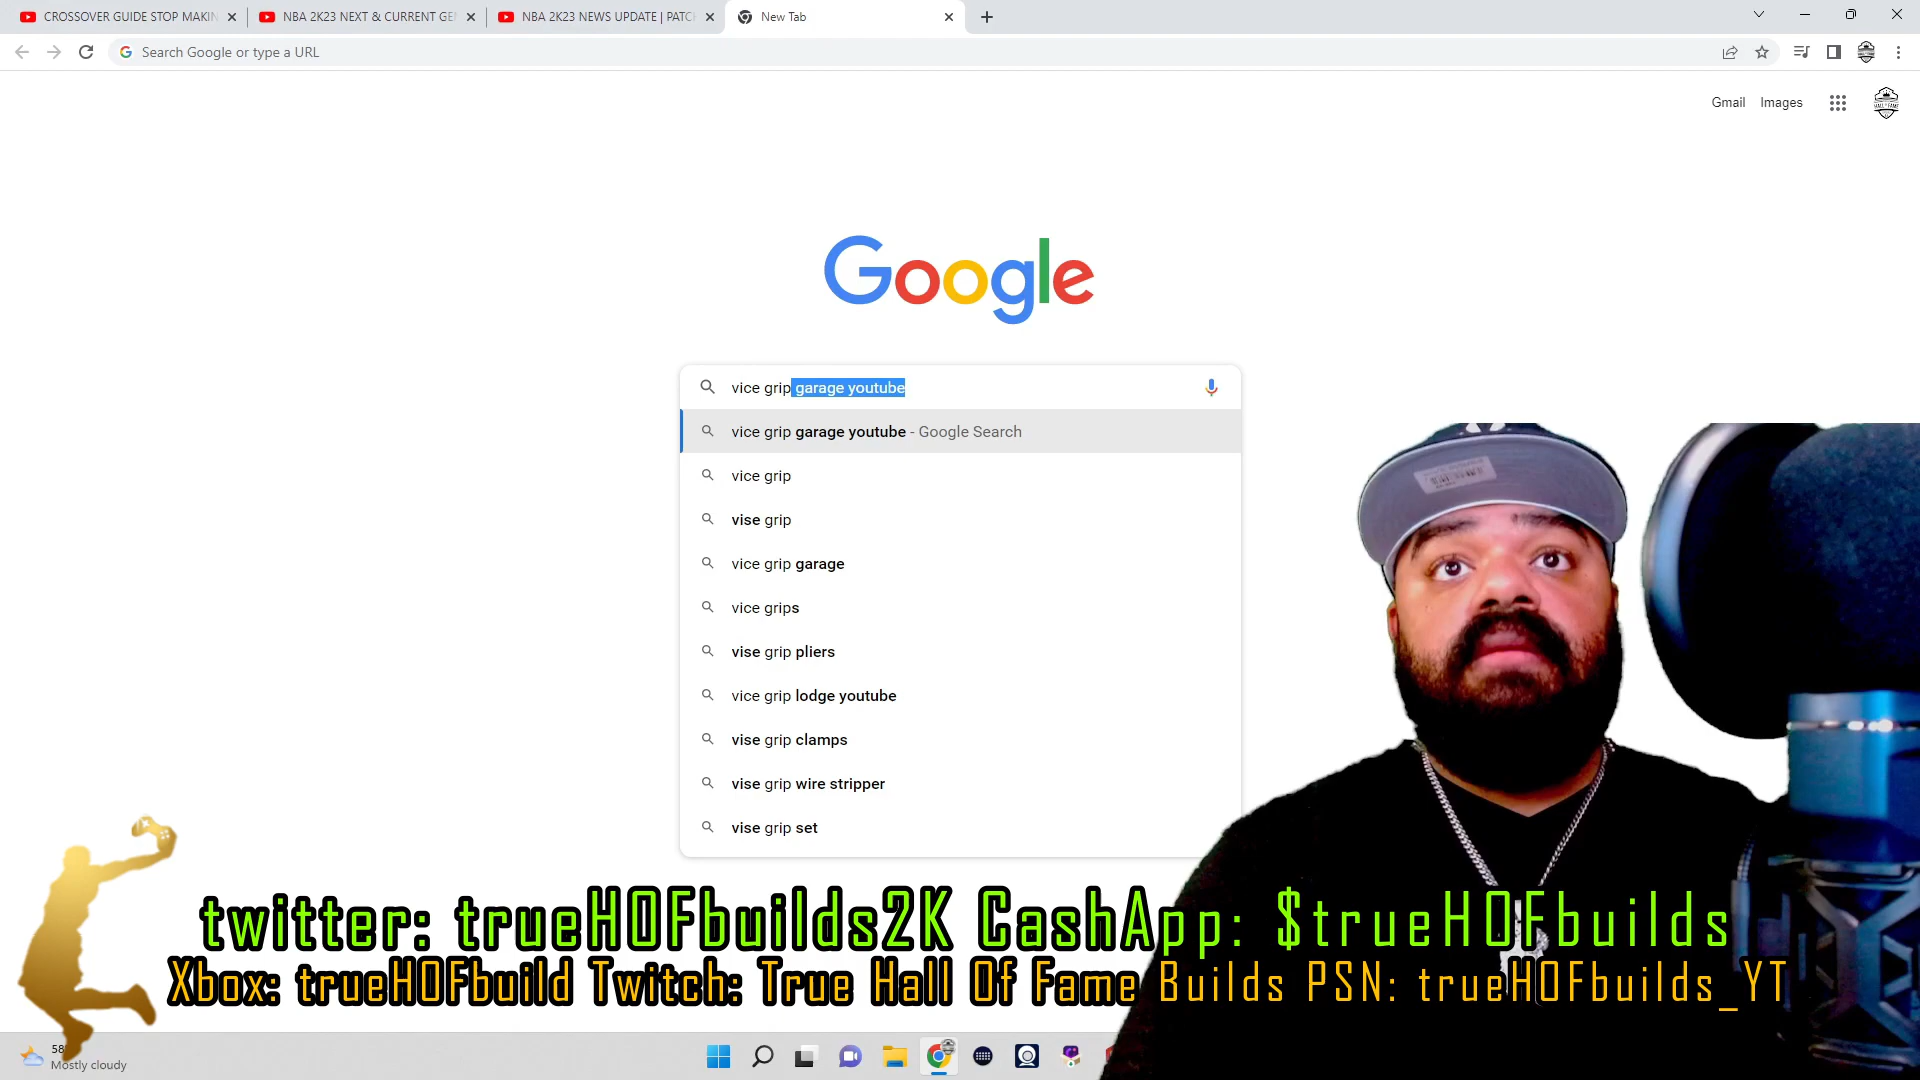 CROSSOVER GUIDE STOP MAKIN
NBA 2K23 NEXT & CURRENT GE
NBA 2K23 NEWS UPDATE | PATC
New Tab
Search Google or type a URL
Gmail Images
Google
vice grip garage youtube
vice grip garage youtube - Google Search
vice grip
vise grip
vice grip garage
vice grips
vise grip pliers
vice grip lodge youtube
vise grip clamps
vise grip wire stripper
vise grip set
twitter: trueHOFbuilds2K CashApp: $trueHOFbuilds
Xbox: trueHOFbuild Twitch: True Hall Of Fame Builds PSN: trueHOFbuilds_YT
58°
Mostly cloudy